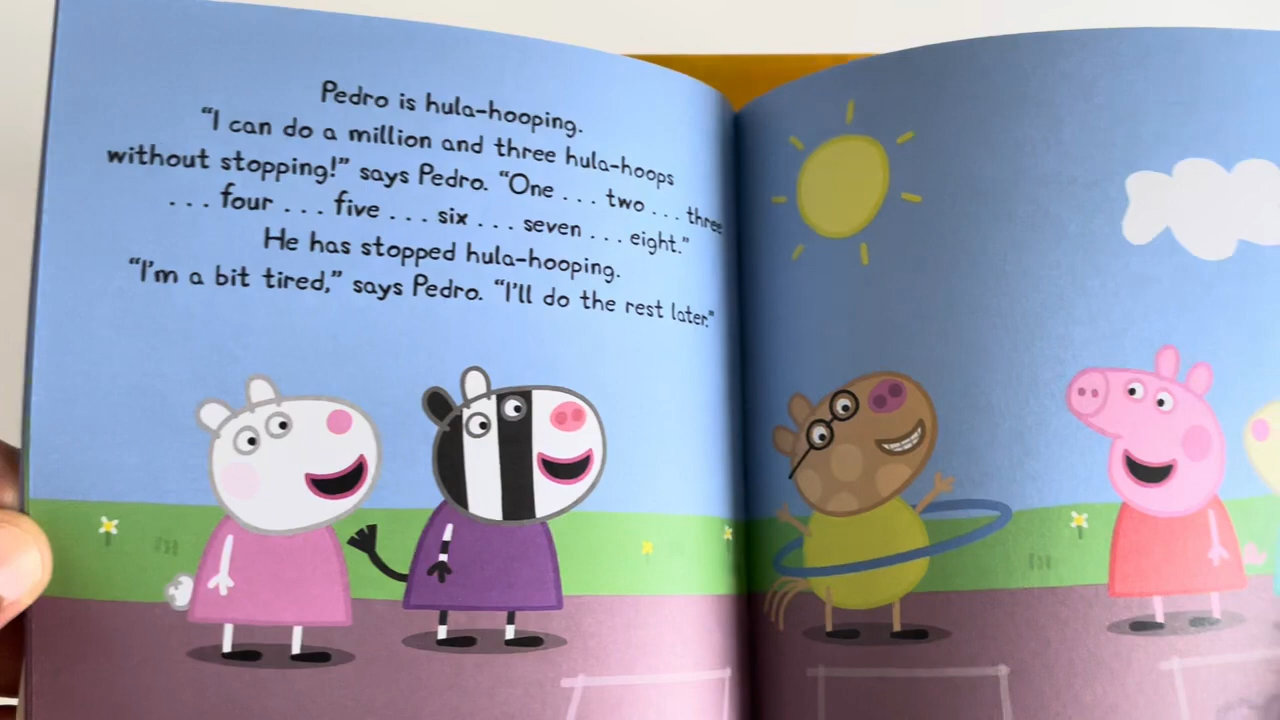 Pedro is hula-hooping.
“I can do a million and three hula-hoops
without stopping!” says Pedro. “One . . . two . . . three
. . . four . . . five . . . six . . . seven . . . eight.”
He has stopped hula-hooping.
“I’m a bit tired,” says Pedro. “I’ll do the rest later.”